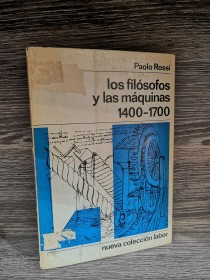 Paolo Rossi
los filósofos
y las máquinas
1400-1700
nueva colección labor